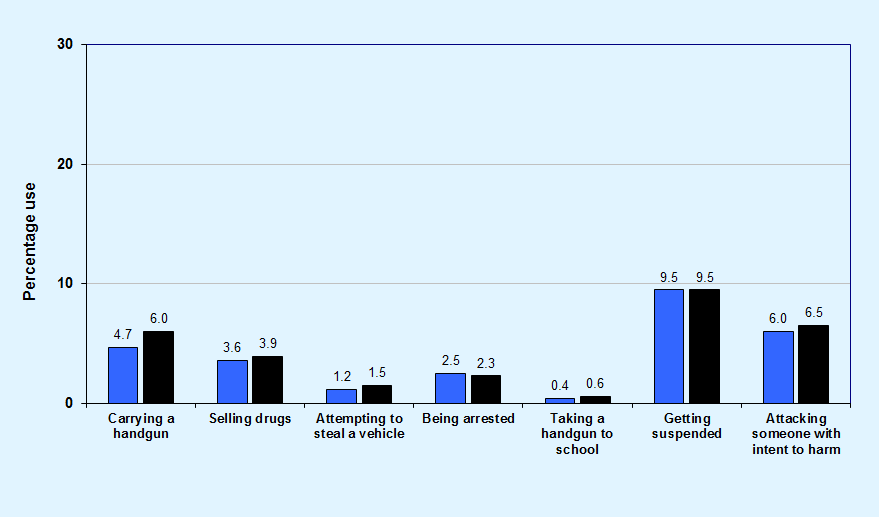 30
20
10
0
Percentage use
4.7
6.0
3.6
3.9
1.2
1.5
2.5
2.3
0.4
0.6
9.5
9.5
6.0
6.5
Carrying a
handgun
Selling drugs
Attempting to
steal a vehicle
Being arrested
Taking a
handgun to
school
Getting
suspended
Attacking
someone with
intent to harm